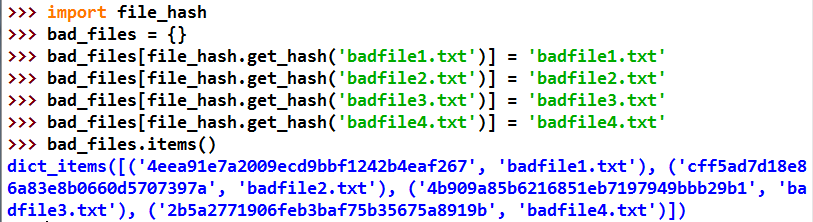 >>> import file_hash
>>> bad_files = {}
>>> bad_files[file_hash.get_hash('badfile1.txt')] = 'badfile1.txt'
>>> bad_files[file_hash.get_hash('badfile2.txt')] = 'badfile2.txt'
>>> bad_files[file_hash.get_hash('badfile3.txt')] = 'badfile3.txt'
>>> bad_files[file_hash.get_hash('badfile4.txt')] = 'badfile4.txt'
>>> bad_files.items()
dict_items([('4eea91e7a2009ecd9bbf1242b4eaf267', 'badfile1.txt'), ('cff5ad7d18e8
6a83e8b0660d5707397a', 'badfile2.txt'), ('4b909a85b6216851eb7197949bbb29b1', 'ba
dfile3.txt'), ('2b5a2771906feb3baf75b35675a8919b', 'badfile4.txt')])